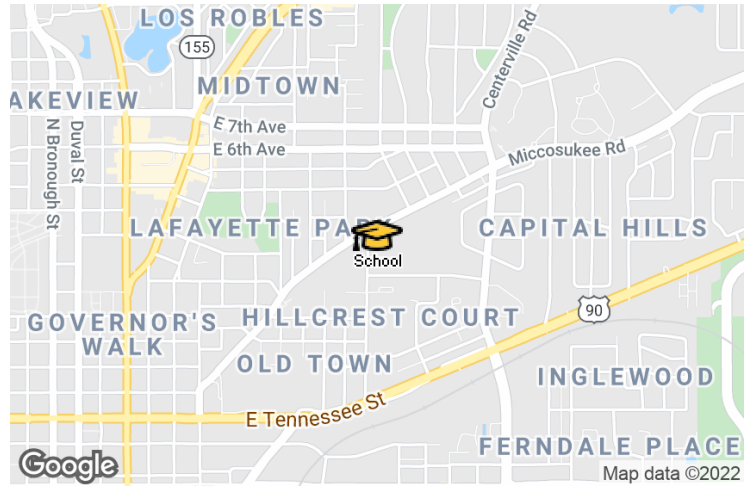 LOS ROBLES
155
MIDTOWN
Centerville Rd
AKEVIEW
E 7th Ave
E 6th Ave
Miccosukee Rd
N Bronough St
Duval St
LAFAYETTE PARK
CAPITAL HILLS
School
90
GOVERNOR'S
WALK
HILLCREST COURT
OLD TOWN
INGLEWOOD
E Tennessee St
FERNDALE PLACE
Google
Map data ©2022